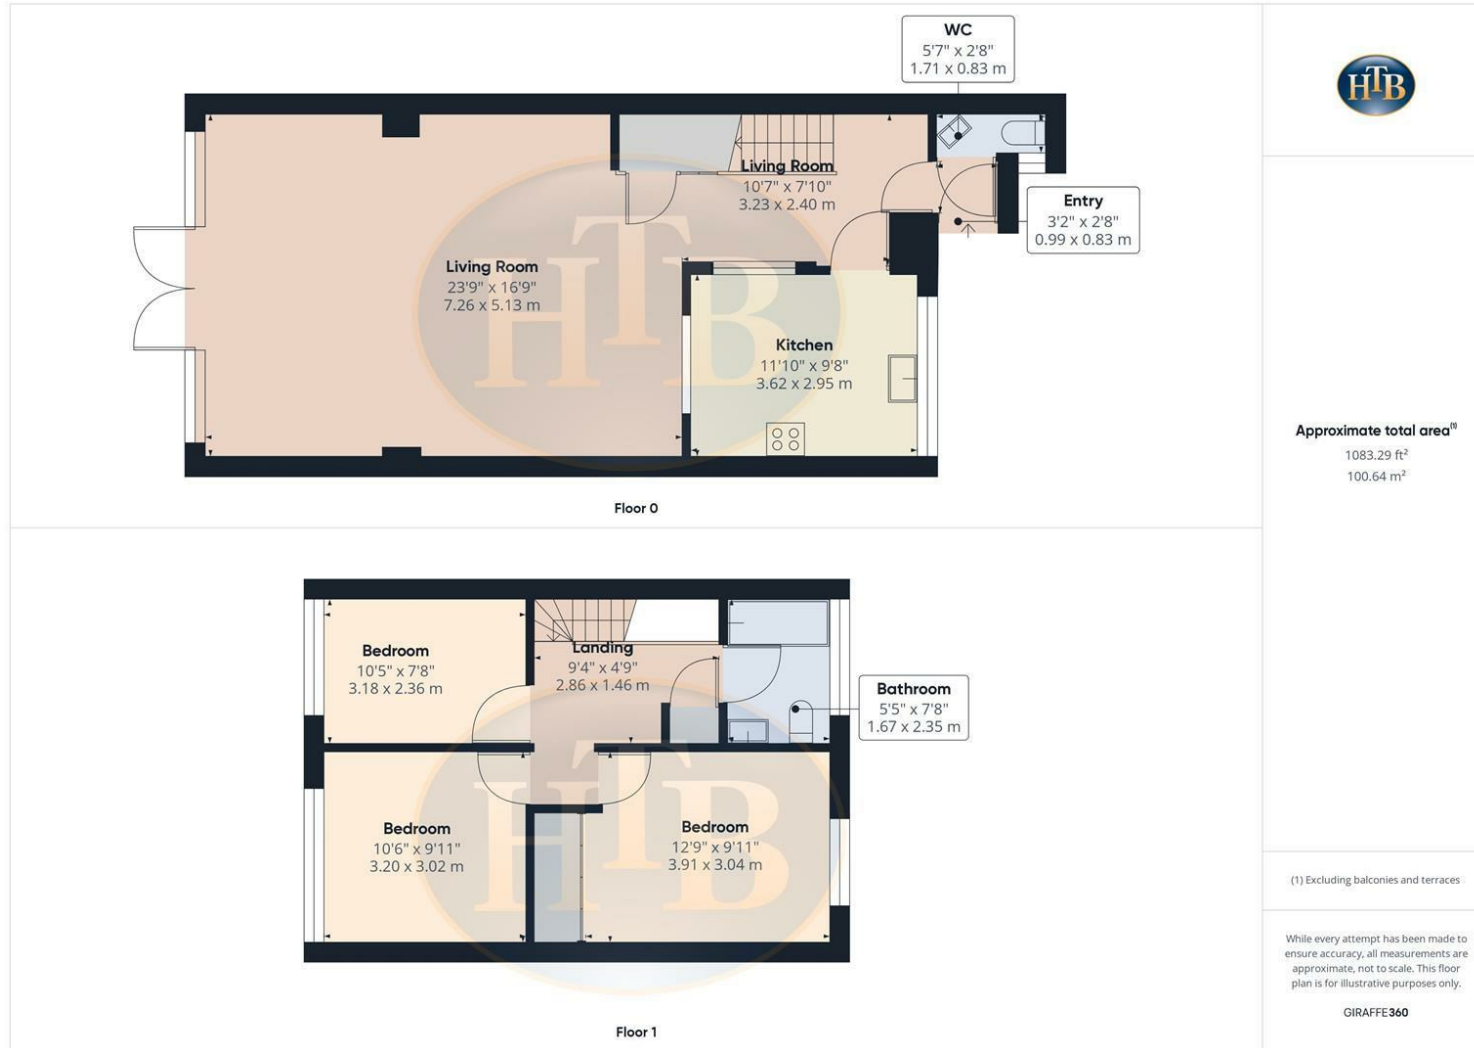 WC
5'7" x 2'8"
1.71 x 0.83 m
HTB
Living Room
10'7" x 7'10"
3.23 x 2.40 m
Entry
3'2" x 2'8"
0.99 x 0.83 m
Living Room
23'9" x 16'9"
7.26 x 5.13 m
HTB
Kitchen
11'10" x 9'8"
3.62 x 2.95 m
Floor 0
Approximate total area(1)
1083.29 ft²
100.64 m²
Bedroom
10'5" x 7'8"
3.18 x 2.36 m
Landing
9'4" x 4'9"
2.86 x 1.46 m
Bathroom
5'5" x 7'8"
1.67 x 2.35 m
HTB
Bedroom
10'6" x 9'11"
3.20 x 3.02 m
Bedroom
12'9" x 9'11"
3.91 x 3.04 m
Floor 1
(1) Excluding balconies and terraces
While every attempt has been made to
ensure accuracy, all measurements are
approximate, not to scale. This floor
plan is for illustrative purposes only.
GIRAFFE360